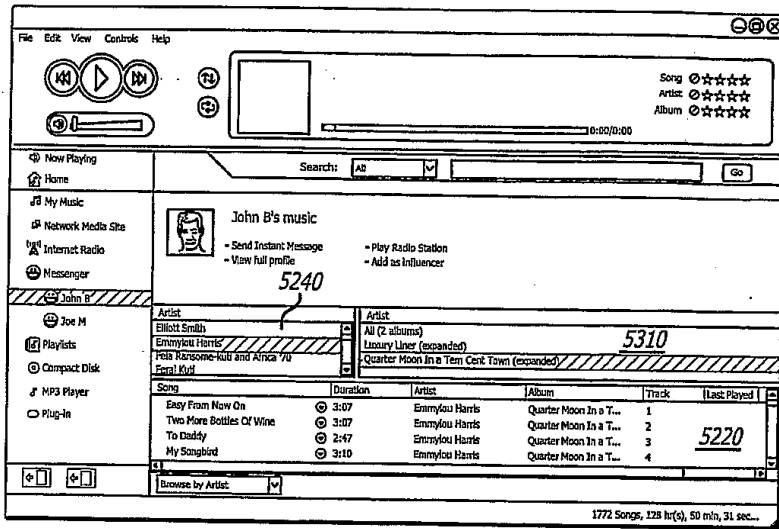 File Edit View Controls Help
Song
Artist
Album
0:00/0:00
Now Playing
Home
Search: All Go
My Music
Network Media Site
Internet Radio
Messenger
John B
Joe M
Playlists
Compact Disk
MP3 Player
Plug-in
John B's music
- Send Instant Message - Play Radio Station
- View full profile - Add as Influencer
5240
Artist
Elliott Smith
Emmylou Harris
Fela Ransome-Kuti and Africa '70
Feral Kuti
Artist
All (2 albums)
Luxury Liner (expanded)
Quarter Moon In a Tern Cent Town (expanded)
5310
Song Duration Artist Album Track Last Played
Easy From Now On 3:07 Emmylou Harris Quarter Moon In a T... 1
Two More Bottles Of Wine 3:07 Emmylou Harris Quarter Moon In a T... 2
To Daddy 2:47 Emmylou Harris Quarter Moon In a T... 3
My Songbird 3:10 Emmylou Harris Quarter Moon In a T... 4
5220
Browse by Artist
1772 Songs, 128 hr(s), 50 min, 31 sec...